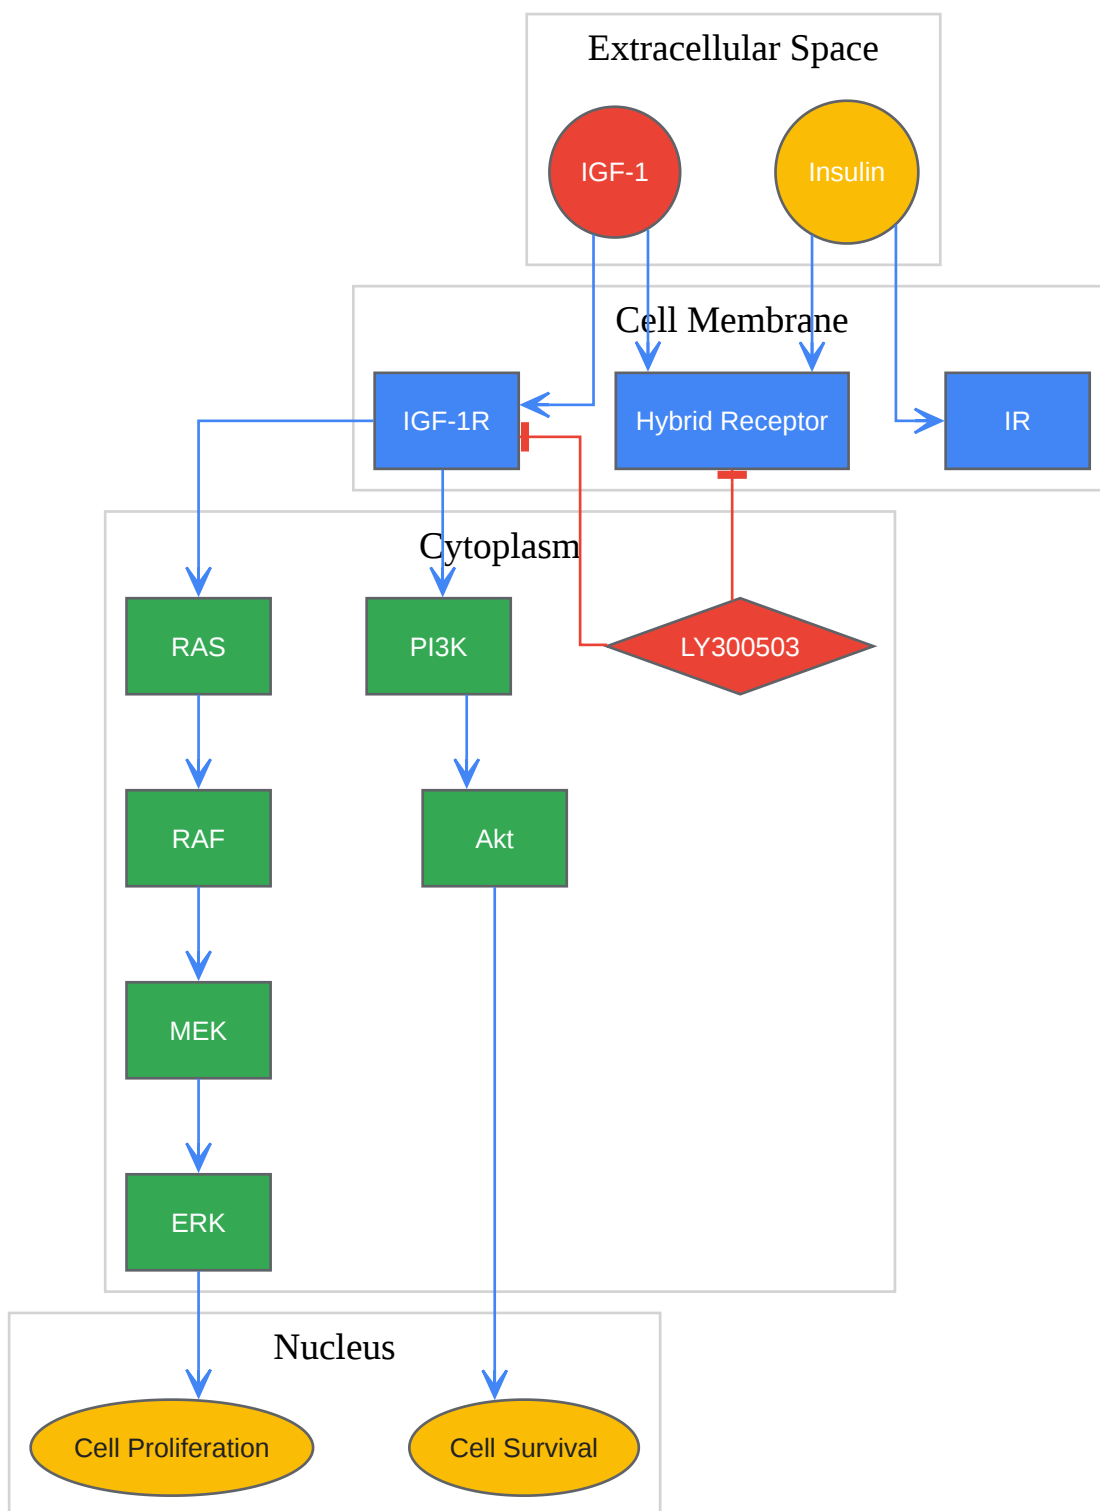 Extracellular Space
IGF-1
Insulin
Cell Membrane
IGF-1R
Hybrid Receptor
IR
Cytoplasm
RAS
PI3K
LY300503
RAF
Akt
MEK
ERK
Nucleus
Cell Proliferation
Cell Survival